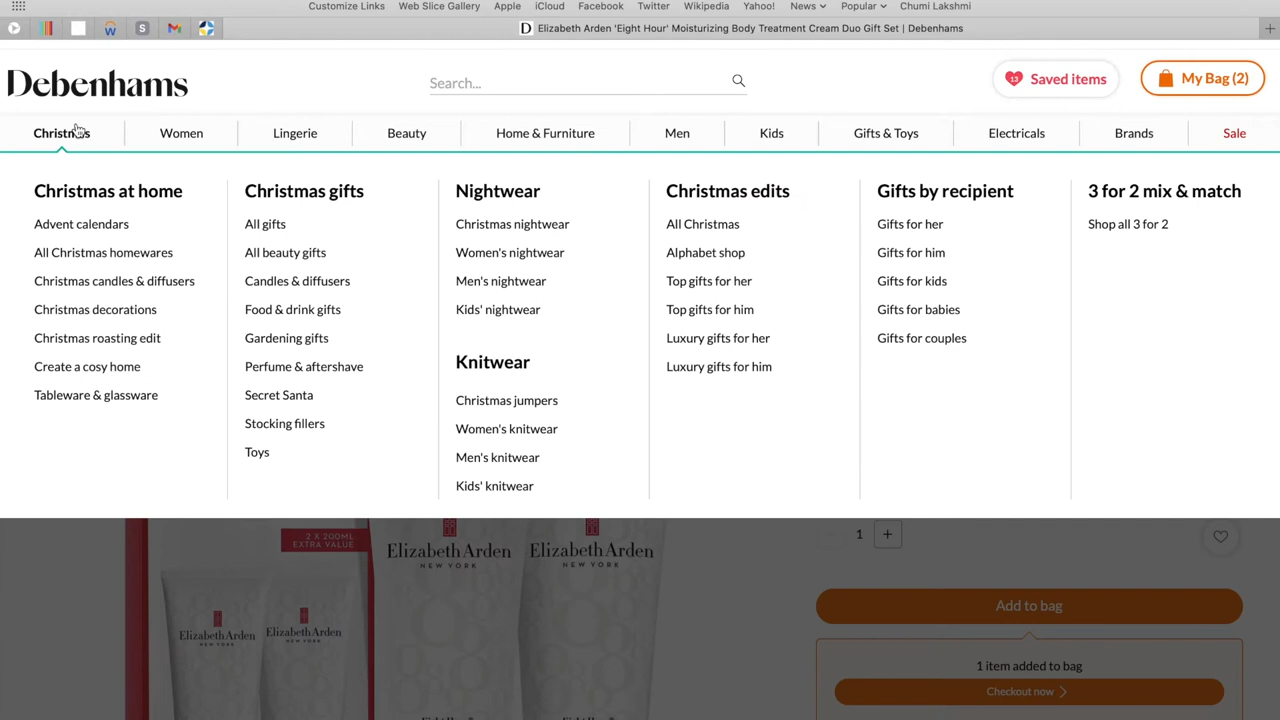 Customize Links Web Slice Gallery Apple iCloud Facebook Twitter Wikipedia Yahoo! News Popular Chumi Lakshmi
W S D Elizabeth Arden 'Eight Hour' Moisturizing Body Treatment Cream Duo Gift Set | Debenhams
Debenhams
Search...
13 Saved items
My Bag (2)
Christmas Women Lingerie Beauty Home & Furniture Men Kids Gifts & Toys Electricals Brands Sale
Christmas at home
Advent calendars
All Christmas homewares
Christmas candles & diffusers
Christmas decorations
Christmas roasting edit
Create a cosy home
Tableware & glassware
Christmas gifts
All gifts
All beauty gifts
Candles & diffusers
Food & drink gifts
Gardening gifts
Perfume & aftershave
Secret Santa
Stocking fillers
Toys
Nightwear
Christmas nightwear
Women's nightwear
Men's nightwear
Kids' nightwear
Knitwear
Christmas jumpers
Women's knitwear
Men's knitwear
Kids' knitwear
Christmas edits
All Christmas
Alphabet shop
Top gifts for her
Top gifts for him
Luxury gifts for her
Luxury gifts for him
Gifts by recipient
Gifts for her
Gifts for him
Gifts for kids
Gifts for babies
Gifts for couples
3 for 2 mix & match
Shop all 3 for 2
2 X 200ML
EXTRA VALUE
Elizabeth Arden
NEW YORK
Elizabeth Arden
NEW YORK
Elizabeth Arden
NEW YORK
Elizabeth Arden
NEW YORK
1 +
Add to bag
1 item added to bag
Checkout now